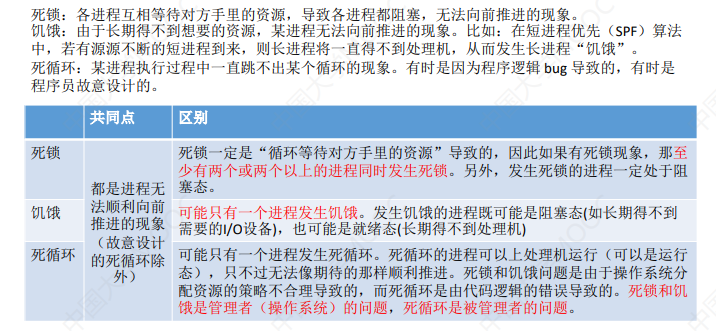 死锁：各进程互相等待对方手里的资源，导致各进程都阻塞，无法向前推进的现象。
饥饿：由于长期得不到想要的资源，某进程无法向前推进的现象。比如：在短进程优先（SPF）算法
中，若有源源不断的短进程到来，则长进程将一直得不到处理机，从而发生长进程“饥饿”。
死循环：某进程执行过程中一直跳不出某个循环的现象。有时是因为程序逻辑 bug 导致的，有时是
程序员故意设计的。
共同点 区别
死锁
都是进程无
法顺利向前
推进的现象
（故意设计
的死循环除
外）
死锁一定是“循环等待对方手里的资源”导致的，因此如果有死锁现象，那至
少有两个或两个以上的进程同时发生死锁。另外，发生死锁的进程一定处于阻
塞态。
饥饿
可能只有一个进程发生饥饿。发生饥饿的进程既可能是阻塞态(如长期得不到
需要的I/O设备)，也可能是就绪态(长期得不到处理机)
死循环
可能只有一个进程发生死循环。死循环的进程可以上处理机运行（可以是运行
态），只不过无法像期待的那样顺利推进。死锁和饥饿问题是由于操作系统分
配资源的策略不合理导致的，而死循环是由代码逻辑的错误导致的。死锁和饥
饿是管理者（操作系统）的问题，死循环是被管理者的问题。